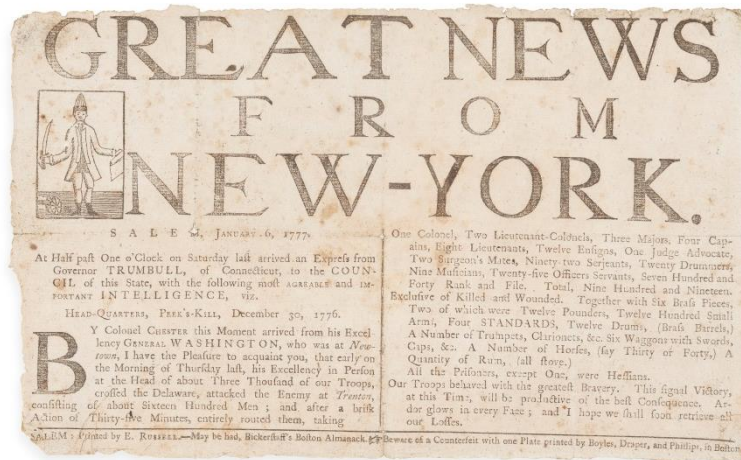 GREAT NEWS
FROM
NEW-YORK.
SALEM, JANUARY 6, 1777.
At Half past One o'Clock on Saturday last arrived an Express from
Governor TRUMBULL, of Connecticut, to the COUN-
CIL of this State, with the following most AGREEABLE and IM-
PORTANT INTELLIGENCE, viz.
HEAD-QUARTERS, PEEK's-KILL, December 30, 1776.
BY Colonel CHESTER this Moment arrived from his Excel-
lency GENERAL WASHINGTON, who was at New-
town, I have the Pleasure to acquaint you, that early on
the Morning of Thursday last, his Excellency in Person
at the Head of about Three Thousand of our Troops,
crossed the Delaware, attacked the Enemy at Trenton,
consisting of about Sixteen Hundred Men; and after a brisk
Action of Thirty-five Minutes, entirely routed them, taking
One Colonel, Two Lieutenant-Colonels, Three Majors, Four Cap-
tains, Eight Lieutenants, Twelve Ensigns, One Judge Advocate,
Two Surgeon's Mates, Ninety-two Serjeants, Twenty Drummers,
Nine Musicians, Twenty-five Officers Servants, Seven Hundred and
Forty Rank and File. Total, Nine Hundred and Nineteen.
Exclusive of Killed and Wounded. Together with Six Brass Pieces,
Two of which were Twelve Pounders, Twelve Hundred Small
Arms, Four STANDARDS, Twelve Drums, (Brass Barrels,)
A Number of Trumpets, Clarionets, &c. Six Waggons with Swords,
Caps, &c. A Number of Horses, (say Thirty or Forty,) A
Quantity of Rum, (all stove.)
All the Prisoners, except One, were Hessians.
Our Troops behaved with the greatest Bravery. This signal Victory,
at this Time, will be productive of the best Consequence. Ar-
dor glows in every Face; and I hope we shall soon retrieve all
our Losses.
SALEM: Printed by E. RUSSELL.—May be had, Bickerstaff's Boston Almanack. ☞Beware of a Counterfeit with one Plate printed by Boyles, Draper, and Phillips, in Boston